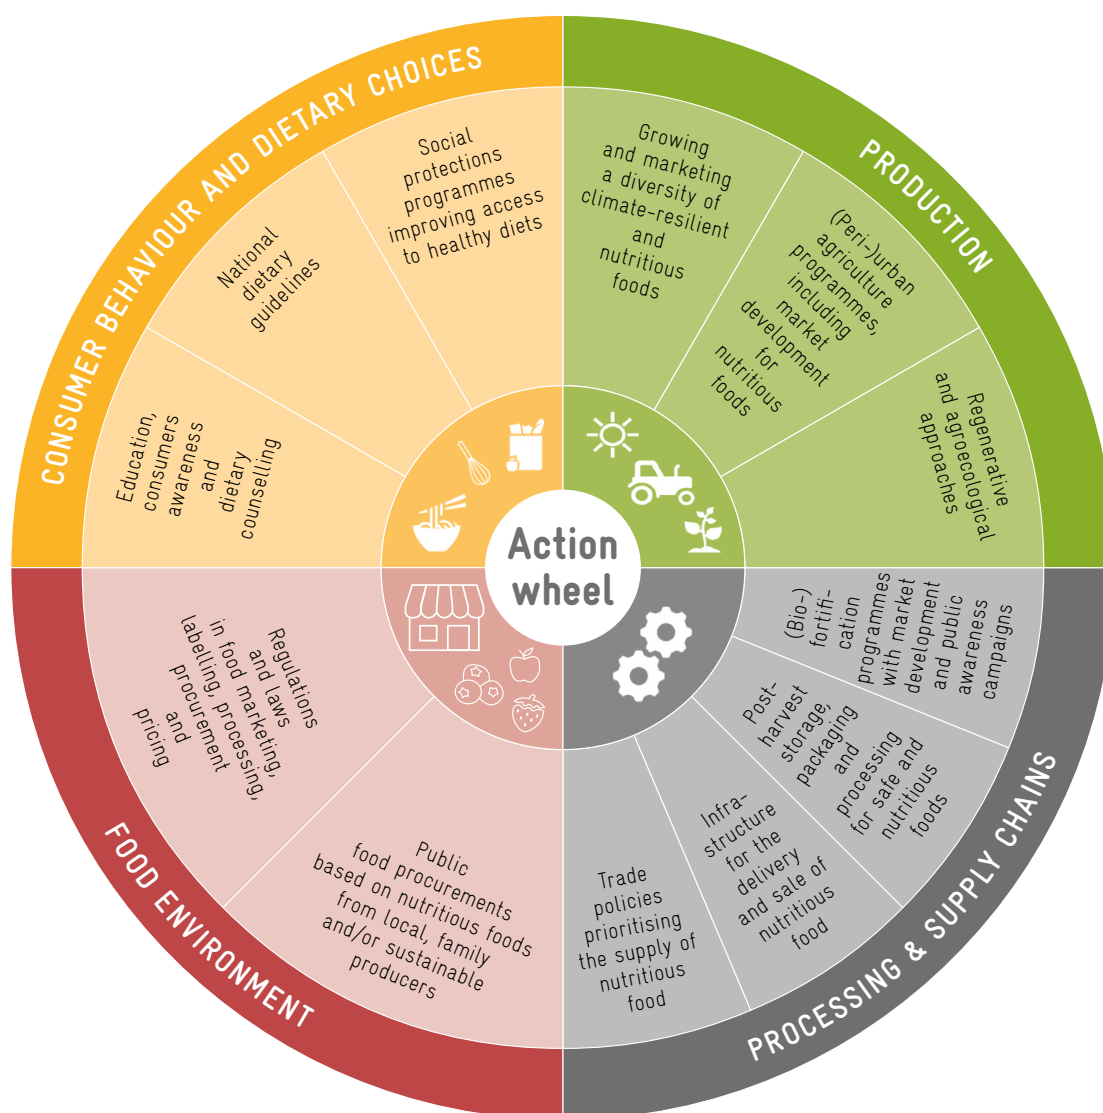 Action
wheel
CONSUMER BEHAVIOUR AND DIETARY CHOICES
Education,
consumers
awareness
and
dietary
counselling
National
dietary
guidelines
Social
protections
programmes
improving access
to healthy diets
PRODUCTION
Growing
and marketing
a diversity of
climate-resilient
and
nutritious
foods
(Peri-)urban
agriculture
programmes,
including
market
development
for
nutritious
foods
Regenerative
and agroecological
approaches
PROCESSING & SUPPLY CHAINS
(Bio-)
fortifi-
cation
programmes
with market
development
and public
awareness
campaigns
Post-
harvest
storage,
packaging
and
processing
for safe and
nutritious
foods
Infra-
structure
for the
delivery
and sale of
nutritious
food
Trade
policies
prioritising
the supply of
nutritious
food
FOOD ENVIRONMENT
Public
food procurements
based on nutritious foods
from local, family
and/or sustainable
producers
Regulations
and laws
in food marketing,
labelling, processing,
procurement
and
pricing